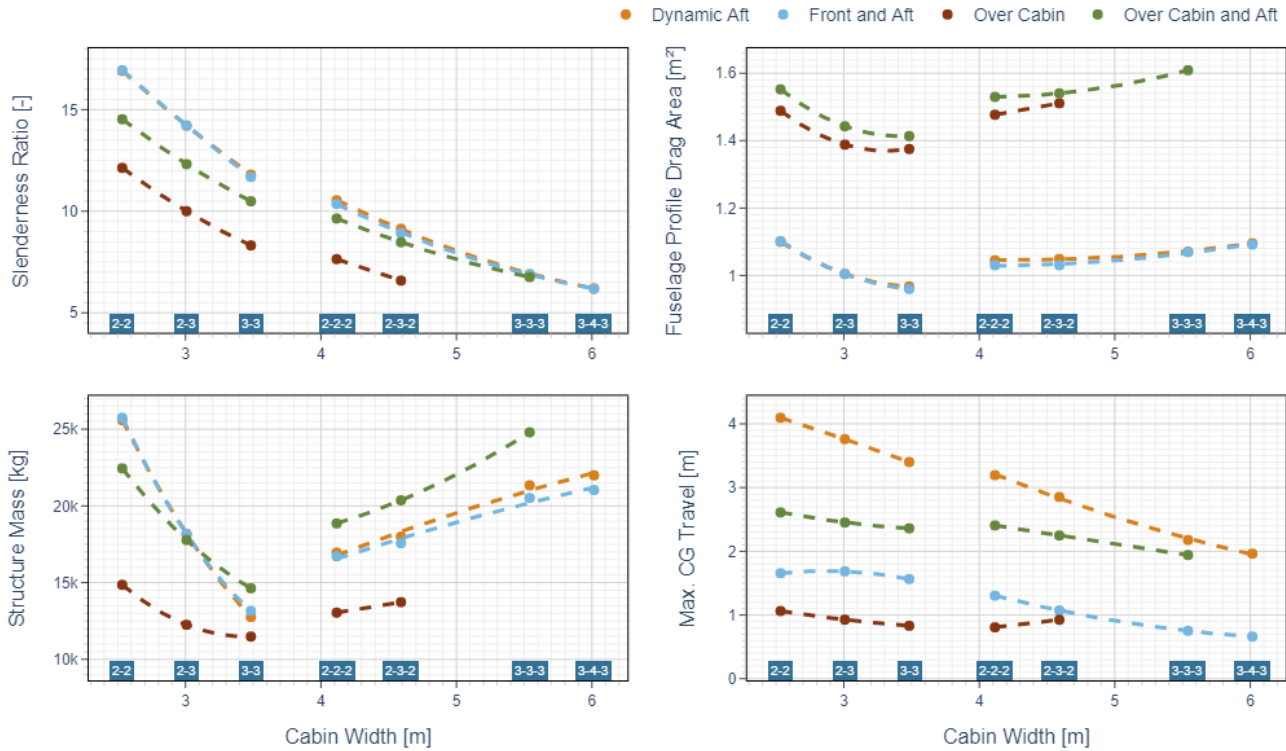 Dynamic Aft Front and Aft Over Cabin Over Cabin and Aft
Slenderness Ratio [-]
15
10
5
2-2 2-3 3-3 2-2-2 2-3-2 3-3-3 3-4-3
3 4 5 6
Fuselage Profile Drag Area [m²]
1.6
1.4
1.2
1
2-2 2-3 3-3 2-2-2 2-3-2 3-3-3 3-4-3
3 4 5 6
Structure Mass [kg]
25k
20k
15k
10k
2-2 2-3 3-3 2-2-2 2-3-2 3-3-3 3-4-3
3 4 5 6
Cabin Width [m]
Max. CG Travel [m]
4
3
2
1
0
2-2 2-3 3-3 2-2-2 2-3-2 3-3-3 3-4-3
3 4 5 6
Cabin Width [m]